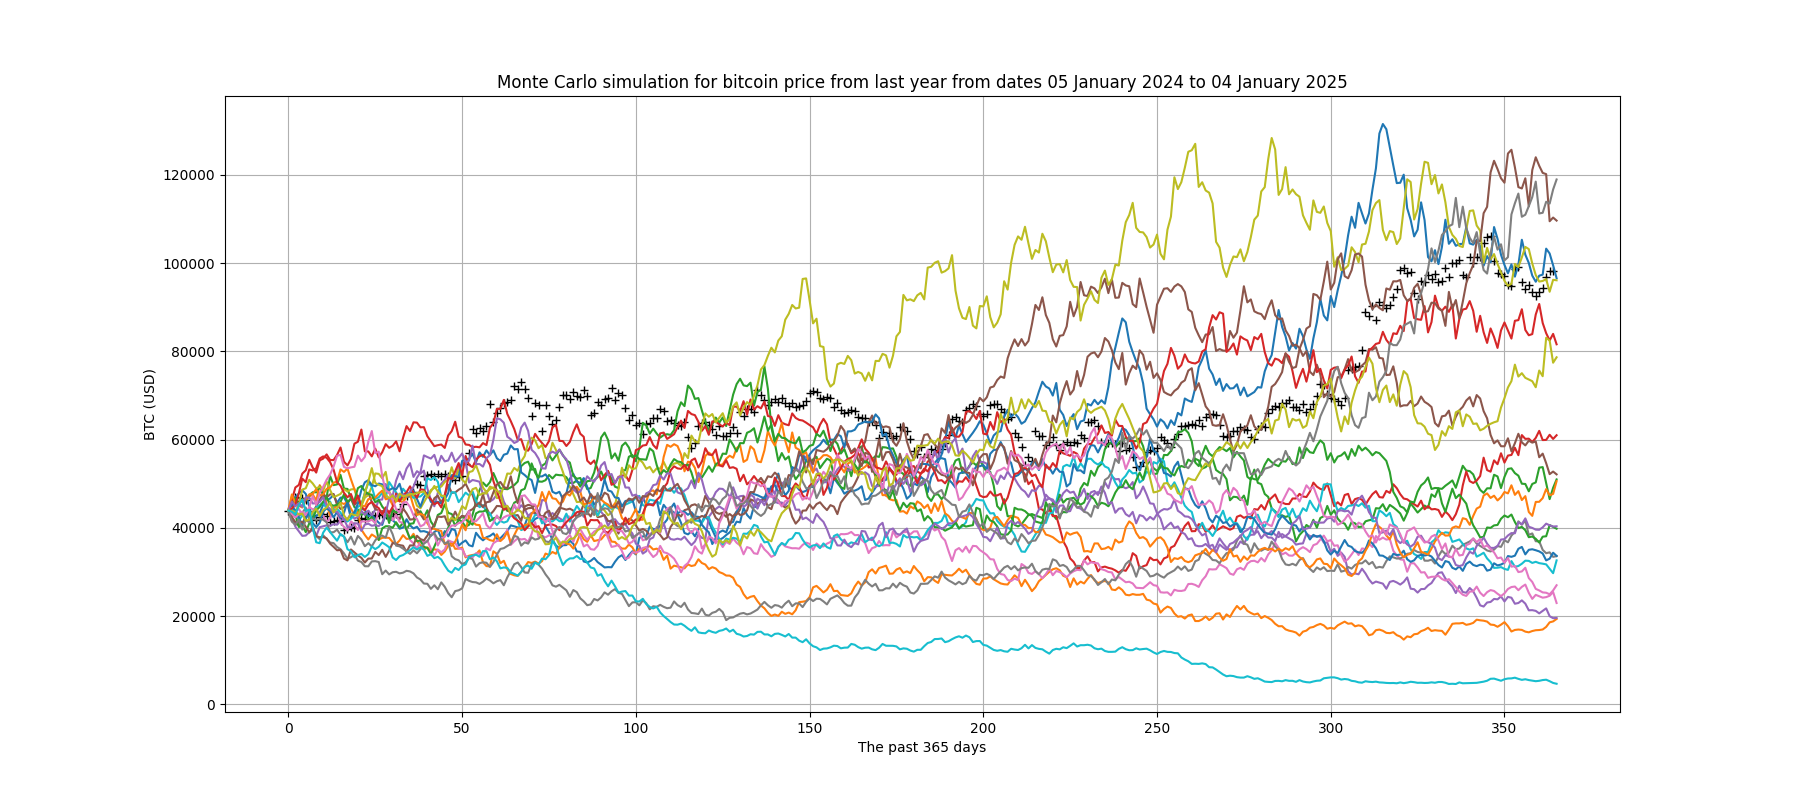 Monte Carlo simulation for bitcoin price from last year from dates 05 January 2024 to 04 January 2025
BTC (USD)
120000
100000
80000
60000
40000
20000
0
0 50 100 150 200 250 300 350
The past 365 days